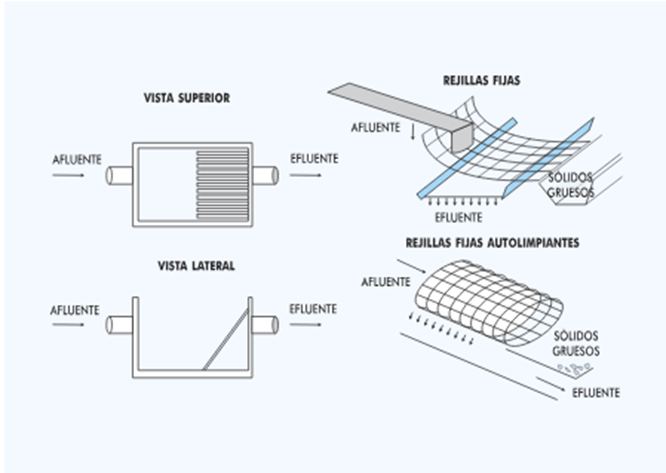 VISTA SUPERIOR
AFLUENTE
EFLUENTE
VISTA LATERAL
AFLUENTE
EFLUENTE
REJILLAS FIJAS
AFLUENTE
SÓLIDOS
GRUESOS
EFLUENTE
REJILLAS FIJAS AUTOLIMPIANTES
AFLUENTE
SÓLIDOS
GRUESOS
EFLUENTE